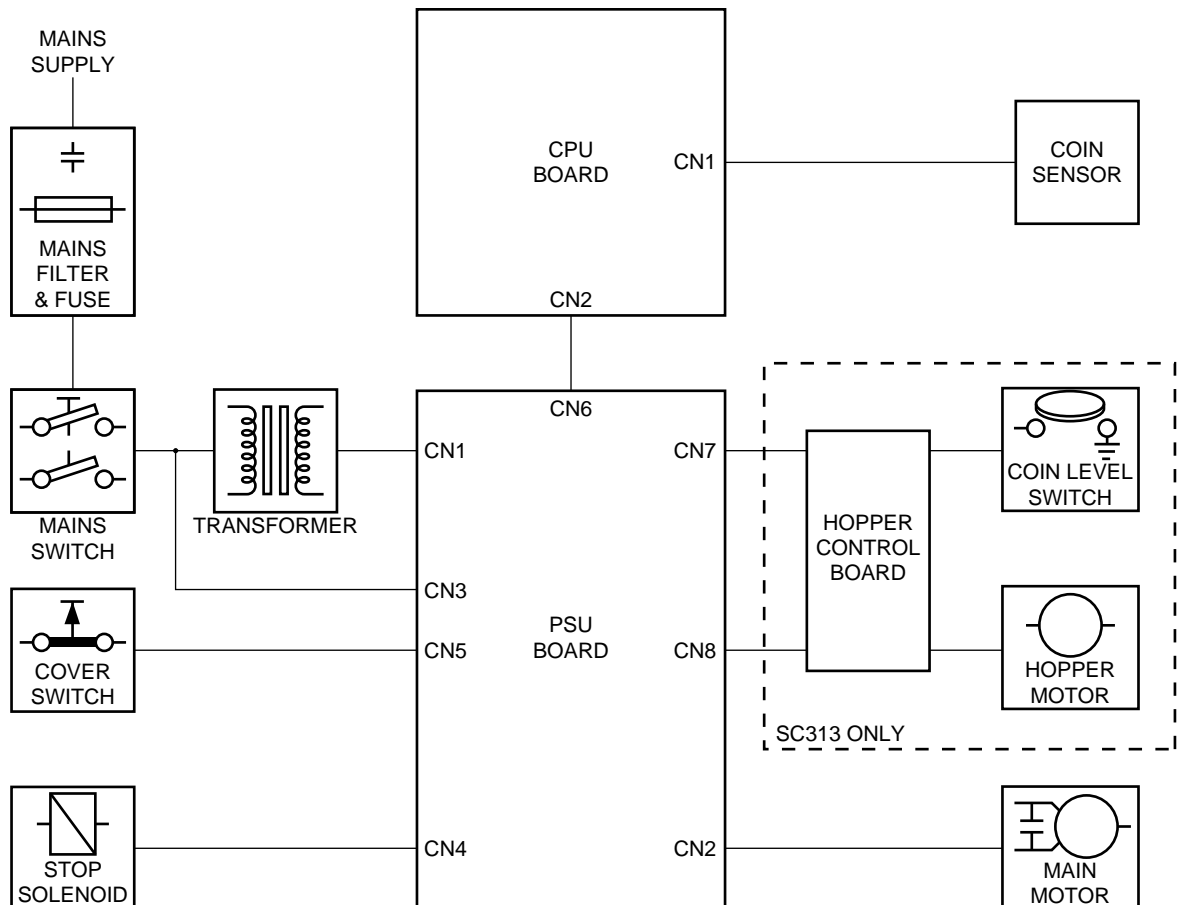 MAINS
SUPPLY
MAINS
FILTER
& FUSE
MAINS
SWITCH
TRANSFORMER
COVER
SWITCH
STOP
SOLENOID
CPU
BOARD
CN1
CN2
COIN
SENSOR
CN6
CN1
CN7
CN3
PSU
BOARD
CN5
CN8
CN4
CN2
HOPPER
CONTROL
BOARD
COIN LEVEL
SWITCH
HOPPER
MOTOR
SC313 ONLY
MAIN
MOTOR